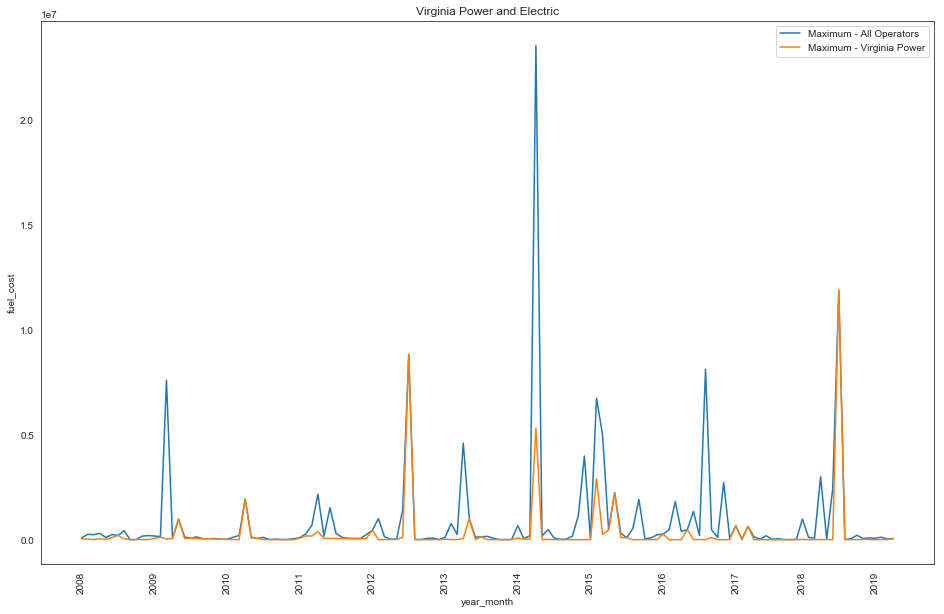 Virginia Power and Electric
1e7
Maximum - All Operators
Maximum - Virginia Power
2.0
1.5
1.0
0.5
0.0
fuel_cost
2008 2009 2010 2011 2012 2013 2014 2015 2016 2017 2018 2019
year_month